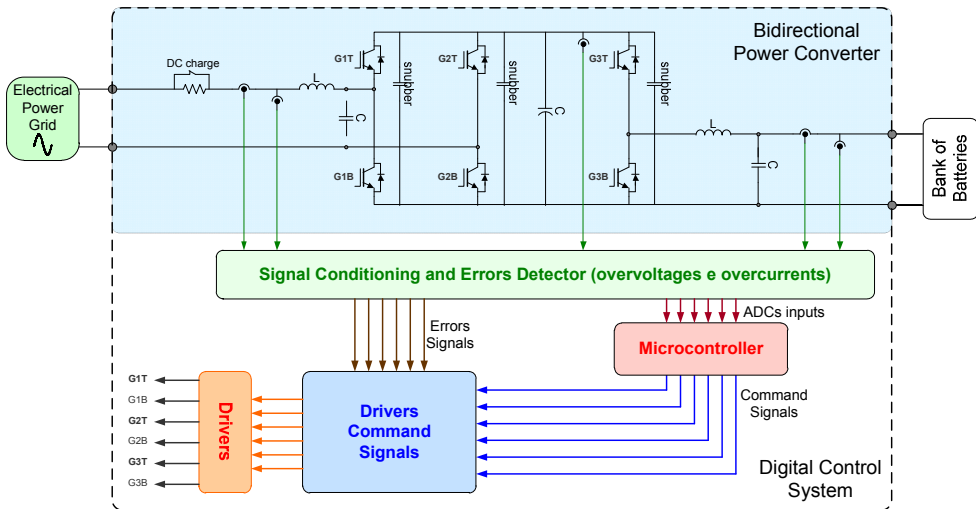 Bidirectional
Power Converter
DC charge
L
C
G1T
snubber
G2T
snubber
C
G3T
snubber
G1B
G2B
G3B
L
C
Electrical
Power
Grid
Bank of
Batteries
Signal Conditioning and Errors Detector (overvoltages e overcurrents)
Errors
Signals
ADCs inputs
Microcontroller
Command
Signals
Drivers
Command
Signals
Drivers
G1T
G1B
G2T
G2B
G3T
G3B
Digital Control
System